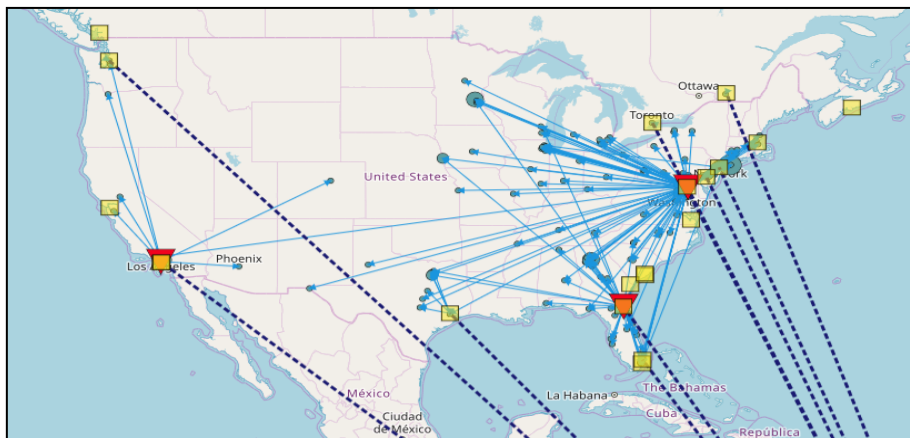 Ottawa
Toronto
United States
Washington
Phoenix
Los Angeles
México
Ciudad
de México
La Habana
The Bahamas
Cuba
República